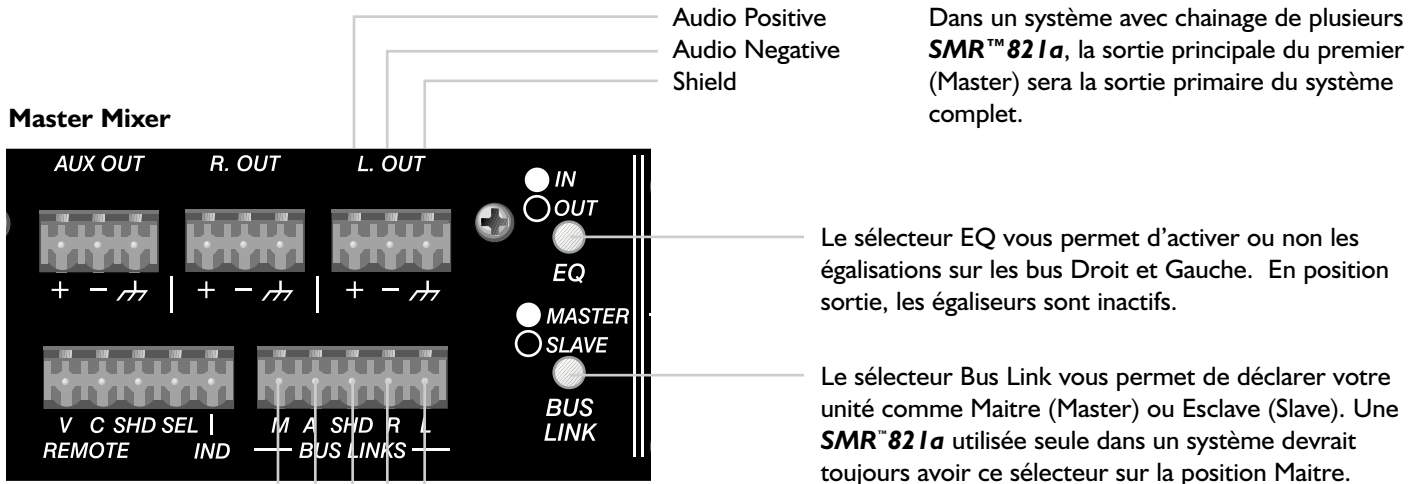 Audio Positive
Audio Negative
Shield
Dans un système avec chainage de plusieurs
SMR™821a, la sortie principale du premier
(Master) sera la sortie primaire du système
complet.
Master Mixer
AUX OUT R. OUT L. OUT
IN
OUT
EQ
+ − + − + −
MASTER
SLAVE
BUS
LINK
V C SHD SEL
REMOTE IND
M A SHD R L
BUS LINKS
Le sélecteur EQ vous permet d’activer ou non les
égalisations sur les bus Droit et Gauche. En position
sortie, les égaliseurs sont inactifs.
Le sélecteur Bus Link vous permet de déclarer votre
unité comme Maitre (Master) ou Esclave (Slave). Une
SMR™821a utilisée seule dans un système devrait
toujours avoir ce sélecteur sur la position Maitre.